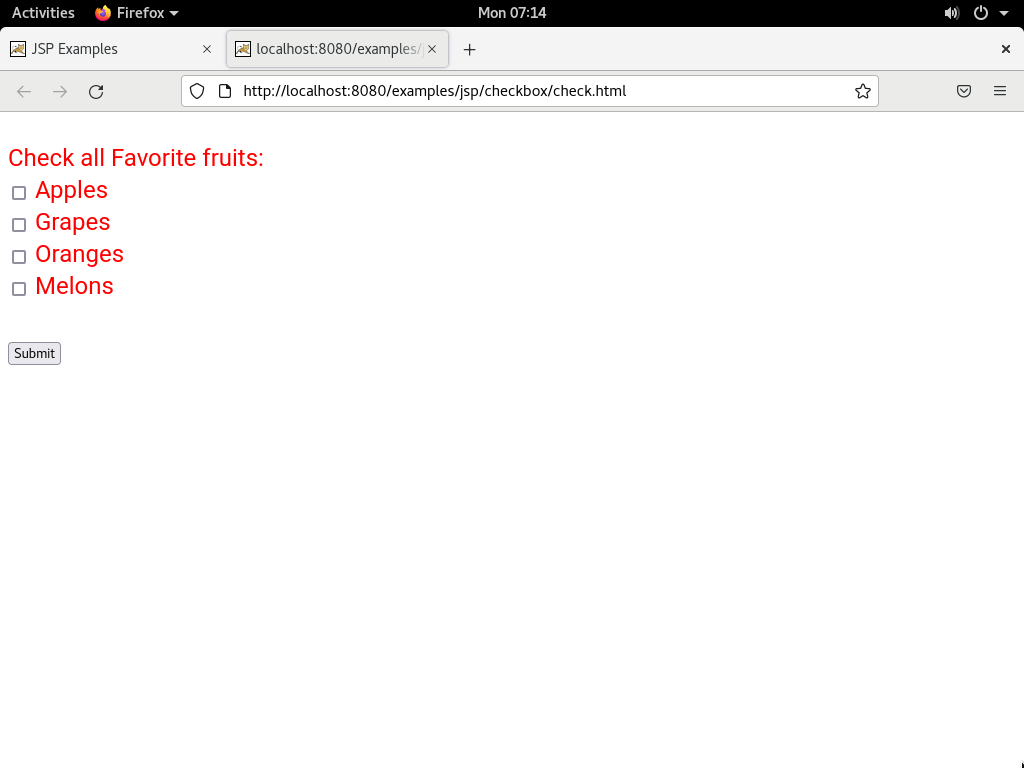 Activities Firefox Mon 07:14
JSP Examples localhost:8080/examples/
http://localhost:8080/examples/jsp/checkbox/check.html
Check all Favorite fruits:
Apples
Grapes
Oranges
Melons
Submit